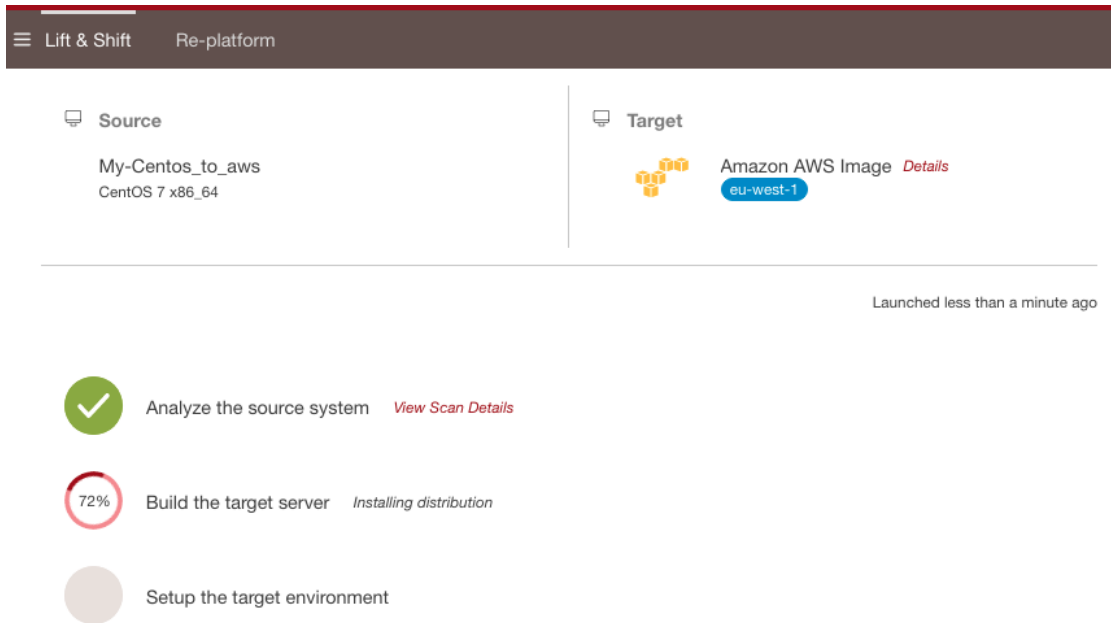 Lift & Shift Re-platform
Source
My-Centos_to_aws
CentOS 7 x86_64
Target
Amazon AWS Image Details
eu-west-1
Launched less than a minute ago
Analyze the source system View Scan Details
72% Build the target server Installing distribution
Setup the target environment